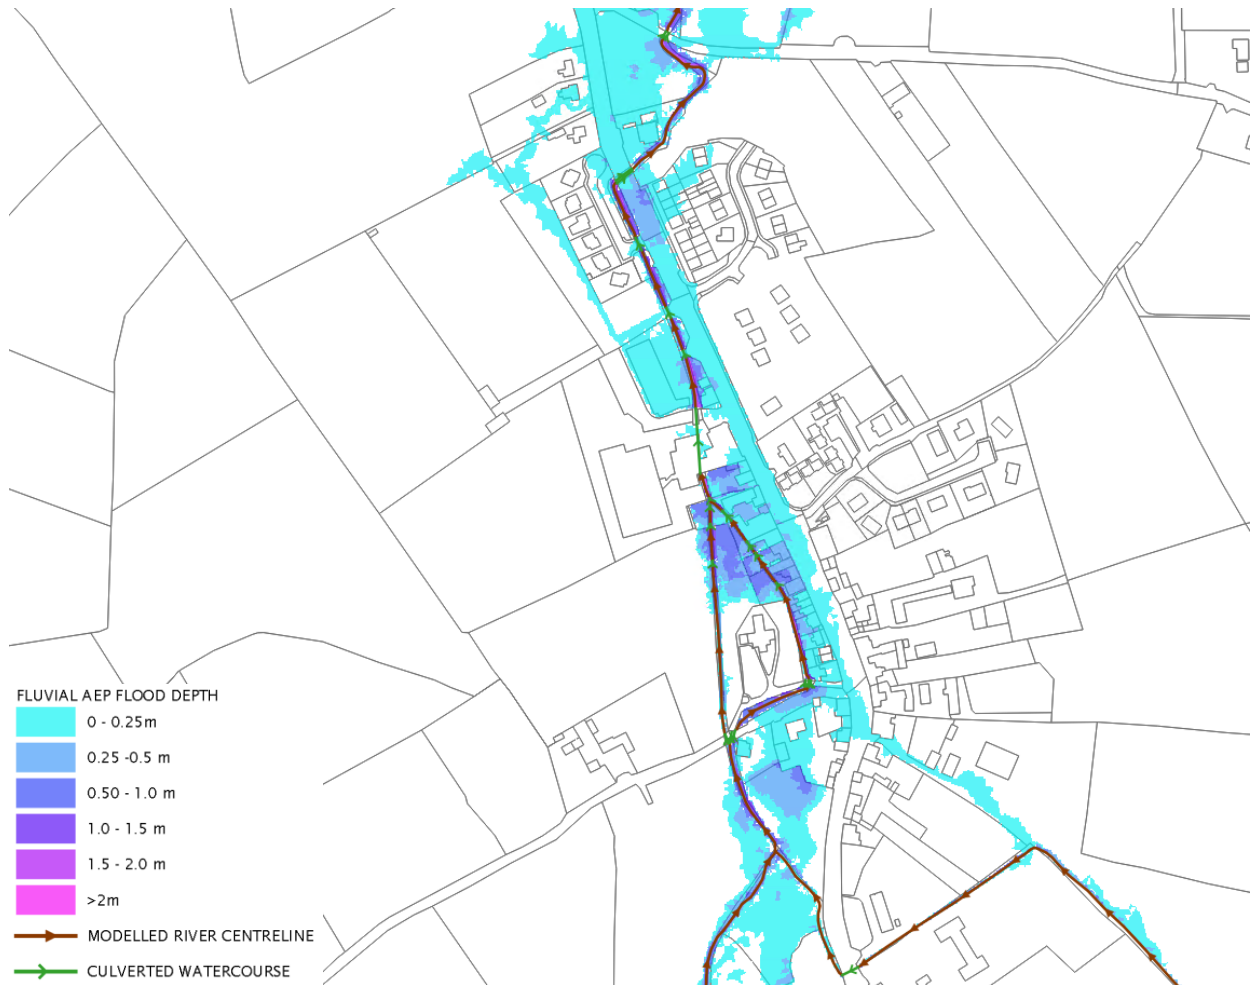 FLUVIAL AEP FLOOD DEPTH
0 - 0.25m
0.25 -0.5 m
0.50 - 1.0 m
1.0 - 1.5 m
1.5 - 2.0 m
>2m
MODELLED RIVER CENTRELINE
CULVERTED WATERCOURSE